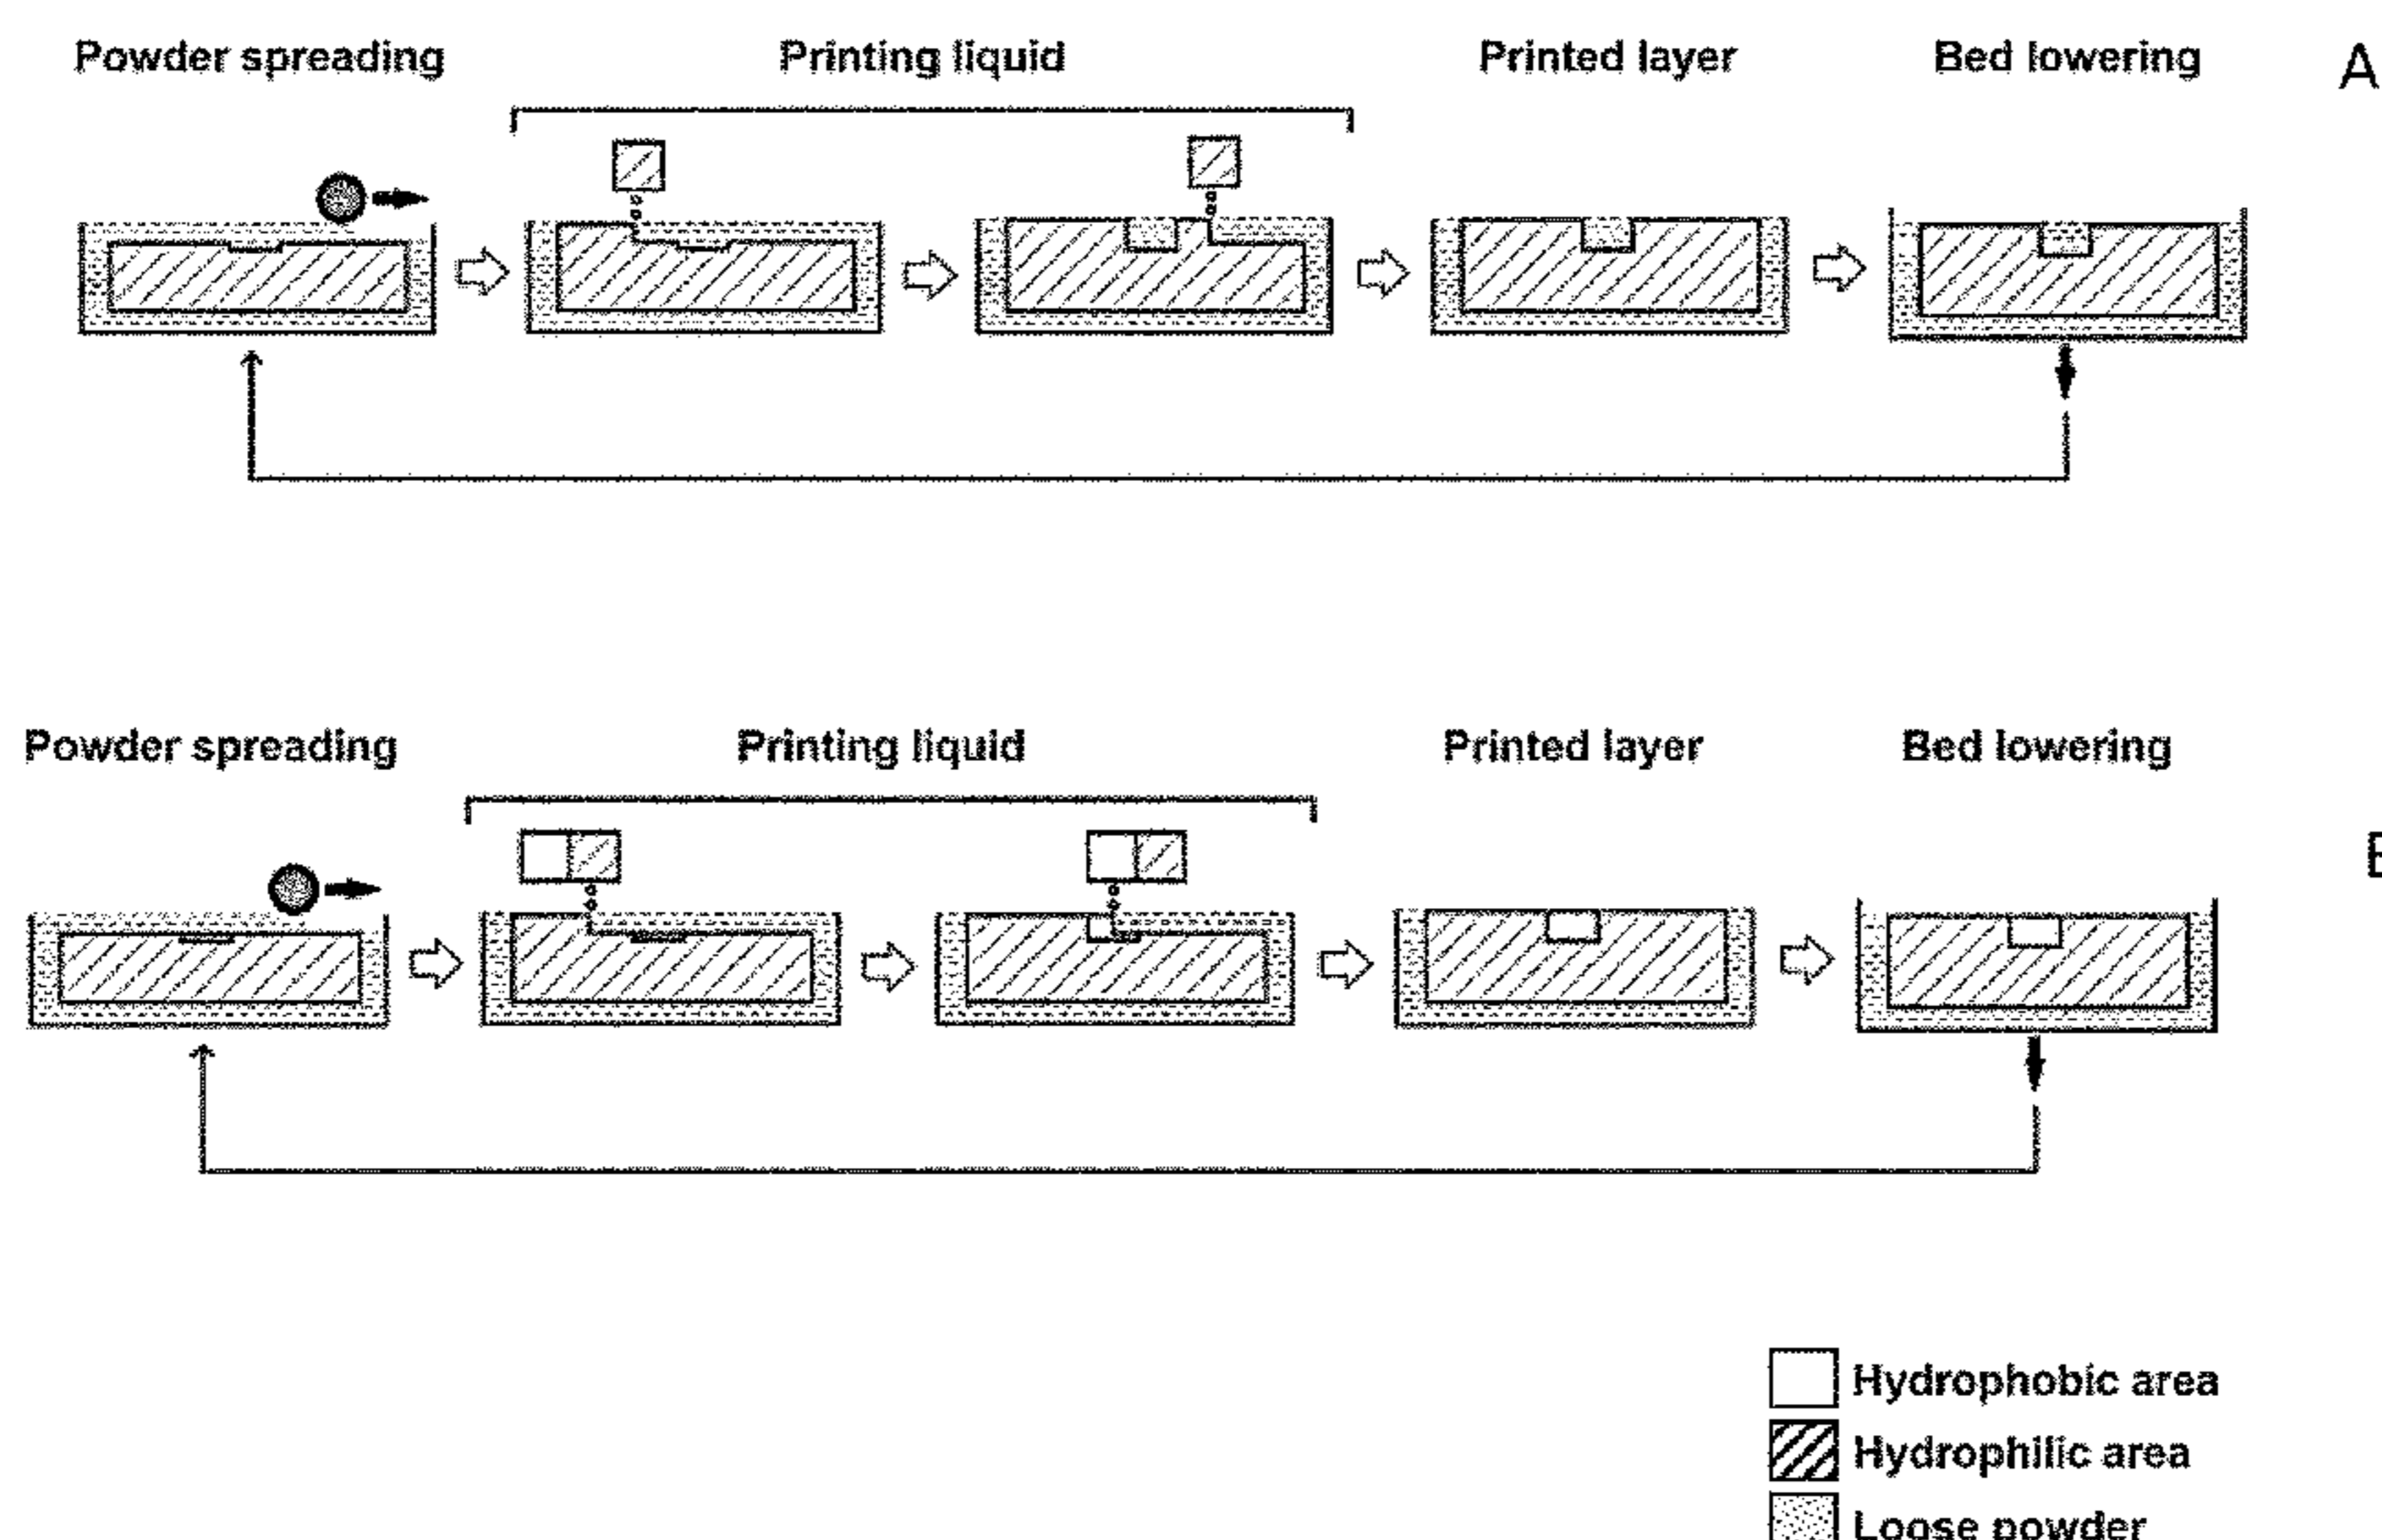 Powder spreading Printing liquid Printed layer Bed lowering A
Powder spreading Printing liquid Printed layer Bed lowering
Hydrophobic area
Hydrophilic area
Loose powder